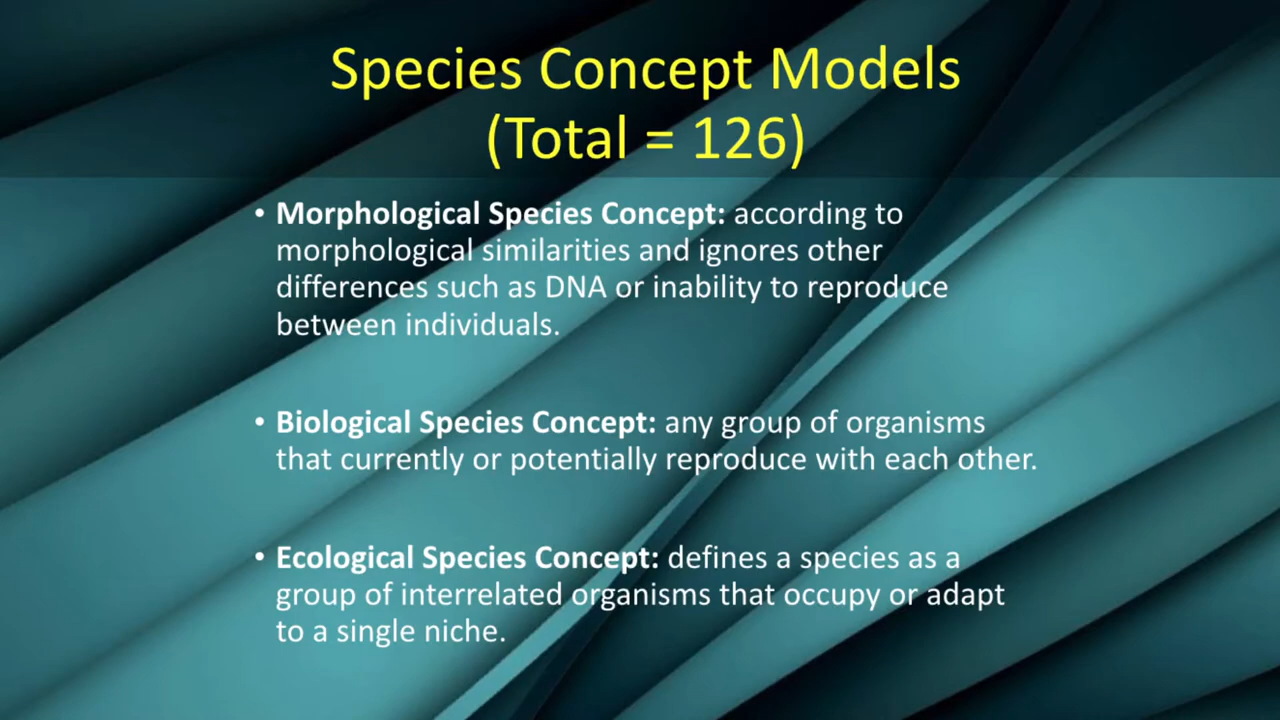 Species Concept Models
(Total = 126)
• Morphological Species Concept: according to
morphological similarities and ignores other
differences such as DNA or inability to reproduce
between individuals.
• Biological Species Concept: any group of organisms
that currently or potentially reproduce with each other.
• Ecological Species Concept: defines a species as a
group of interrelated organisms that occupy or adapt
to a single niche.